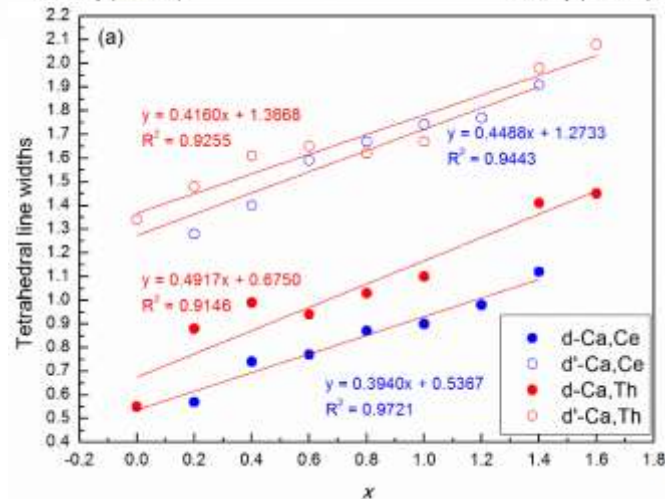 (a)
2.2
2.1
2.0
1.9
1.8
1.7
1.6
1.5
1.4
1.3
1.2
1.1
1.0
0.9
0.8
0.7
0.6
0.5
0.4
Tetrahedral line widths
y = 0.4160x + 1.3668
R² = 0.9255
y = 0.4488x + 1.2733
R² = 0.9443
y = 0.4917x + 0.6750
R² = 0.9146
y = 0.3940x + 0.5367
R² = 0.9721
d-Ca,Ce
d'-Ca,Ce
d-Ca,Th
d'-Ca,Th
-0.2 0.0 0.2 0.4 0.6 0.8 1.0 1.2 1.4 1.6 1.8
x